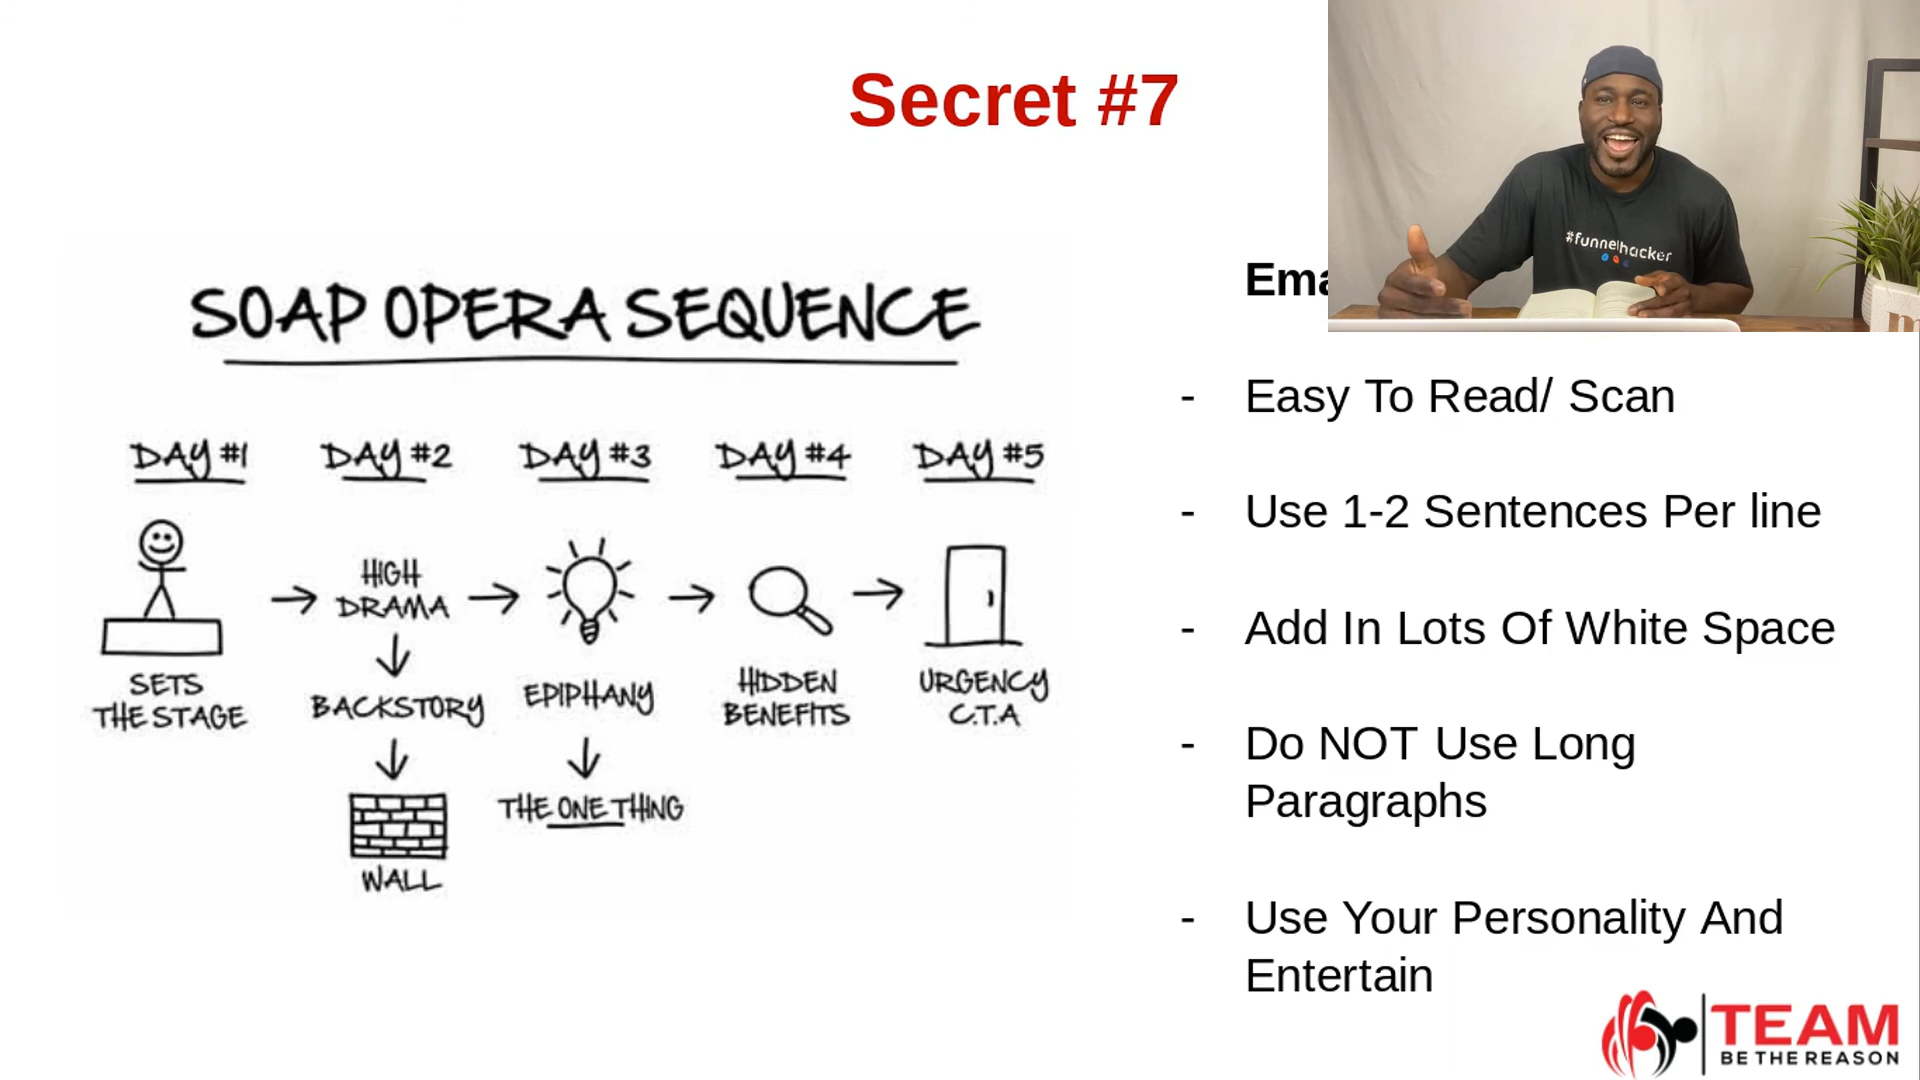 Secret #7
SOAP OPERA SEQUENCE
DAY #1 DAY #2 DAY #3 DAY #4 DAY #5
HIGH
DRAMA
SETS
THE STAGE
BACKSTORY
WALL
EPIPHANY
THE ONE THING
HIDDEN
BENEFITS
URGENCY
C.T.A
- Easy To Read/ Scan
- Use 1-2 Sentences Per line
- Add In Lots Of White Space
- Do NOT Use Long
Paragraphs
- Use Your Personality And
Entertain
#funnelhacker
TEAM
BE THE REASON